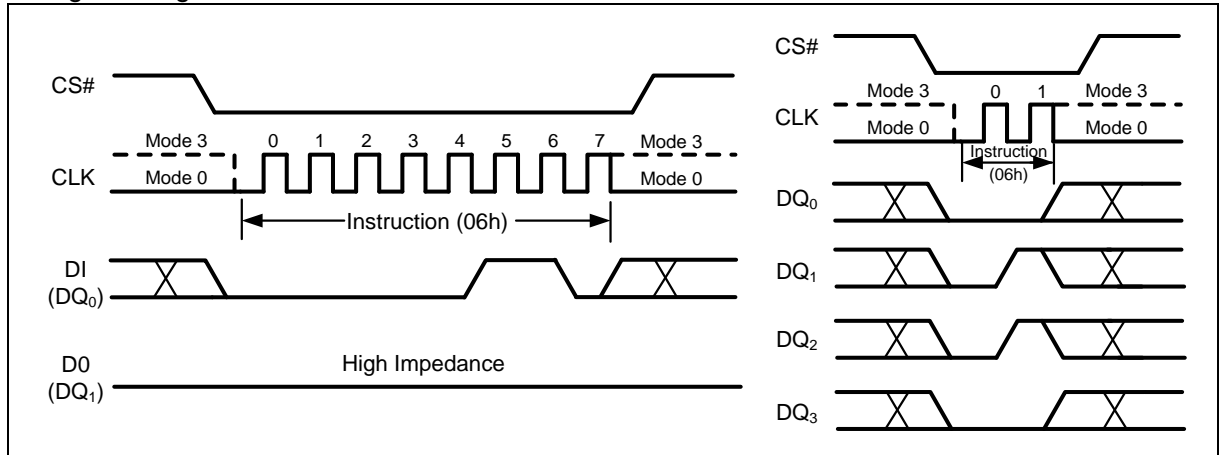 CS#
Mode 3
0 1 2 3 4 5 6 7
Mode 3
CLK
Mode 0
Mode 0
Instruction (06h)
DI
(DQ0)
D0
(DQ1)
High Impedance
CS#
Mode 3
0 1
Mode 3
CLK
Mode 0
Mode 0
Instruction
(06h)
DQ0
DQ1
DQ2
DQ3